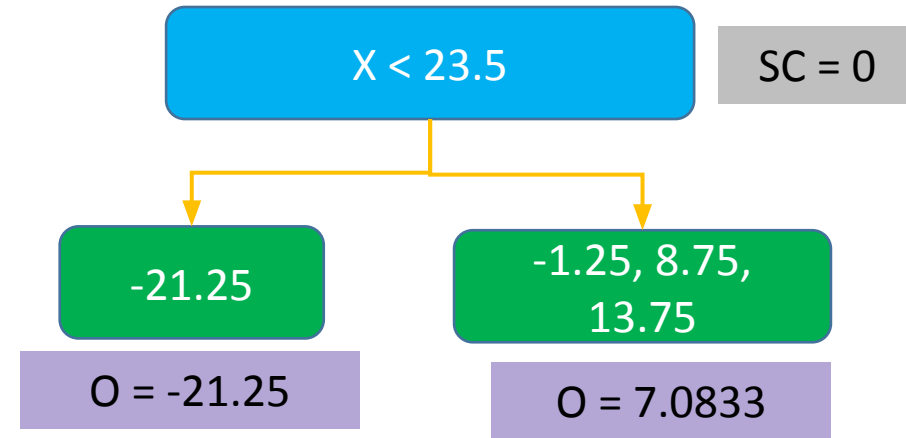 X < 23.5
SC = 0
-21.25
-1.25, 8.75,
13.75
O = -21.25
O = 7.0833